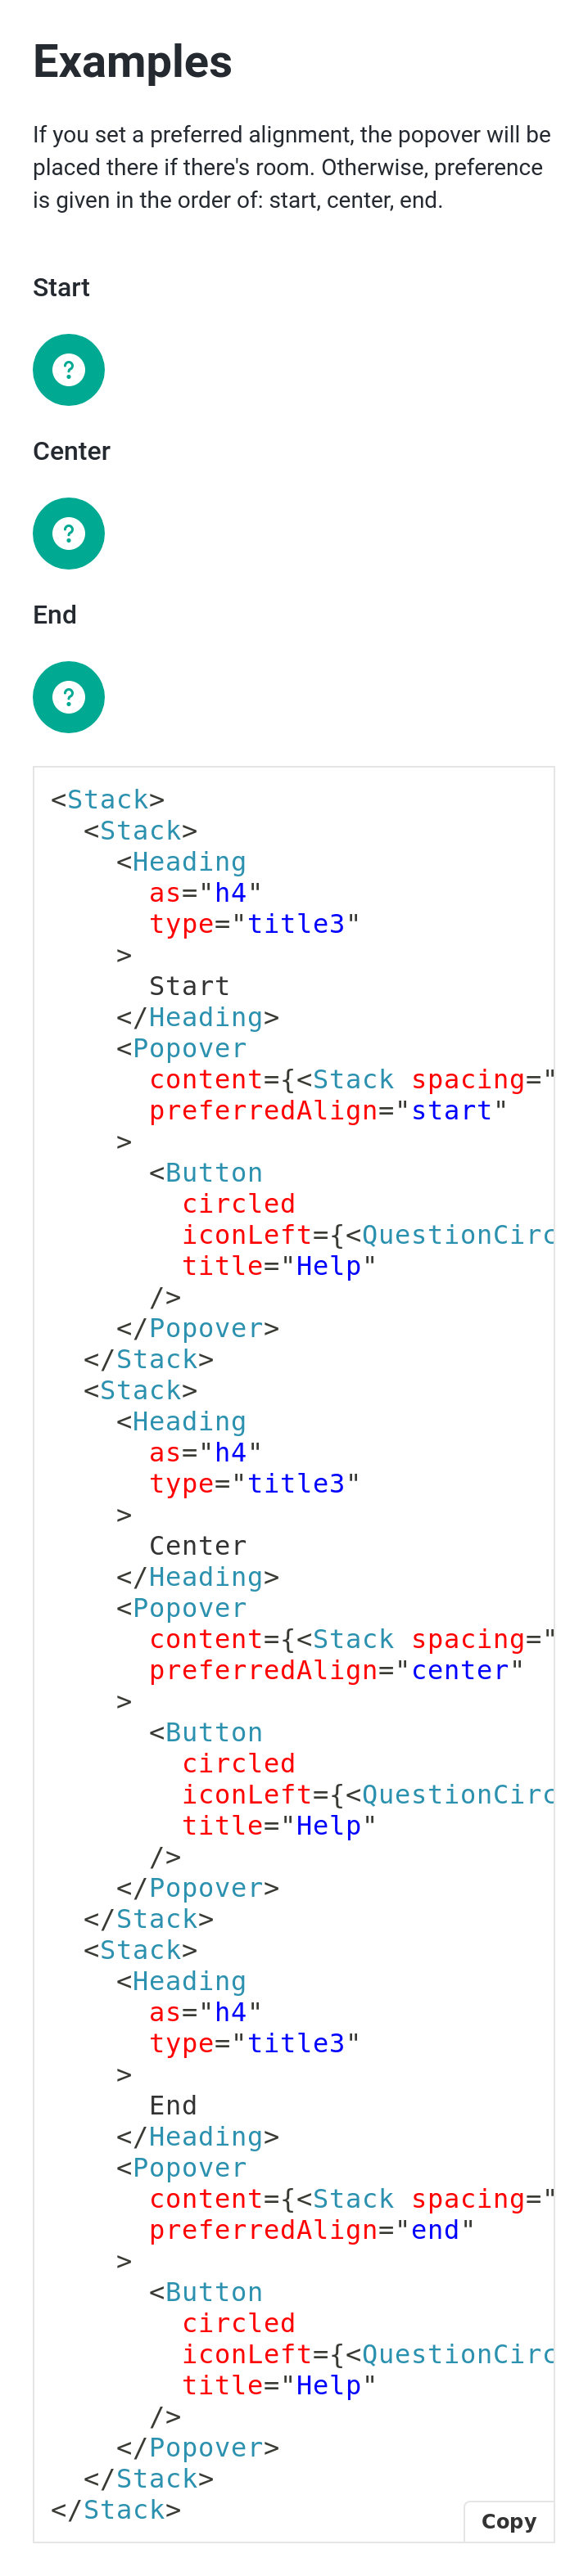 Examples
If you set a preferred alignment, the popover will be
placed there if there's room. Otherwise, preference
is given in the order of: start, center, end.
Start
?
Center
?
End
?
<Stack>
  <Stack>
    <Heading
      as="h4"
      type="title3"
    >
      Start
    </Heading>
    <Popover
      content={<Stack spacing="
      preferredAlign="start"
    >
      <Button
        circled
        iconLeft={<QuestionCirc
        title="Help"
      />
    </Popover>
  </Stack>
  <Stack>
    <Heading
      as="h4"
      type="title3"
    >
      Center
    </Heading>
    <Popover
      content={<Stack spacing="
      preferredAlign="center"
    >
      <Button
        circled
        iconLeft={<QuestionCirc
        title="Help"
      />
    </Popover>
  </Stack>
  <Stack>
    <Heading
      as="h4"
      type="title3"
    >
      End
    </Heading>
    <Popover
      content={<Stack spacing="
      preferredAlign="end"
    >
      <Button
        circled
        iconLeft={<QuestionCirc
        title="Help"
      />
    </Popover>
  </Stack>
</Stack>
Copy